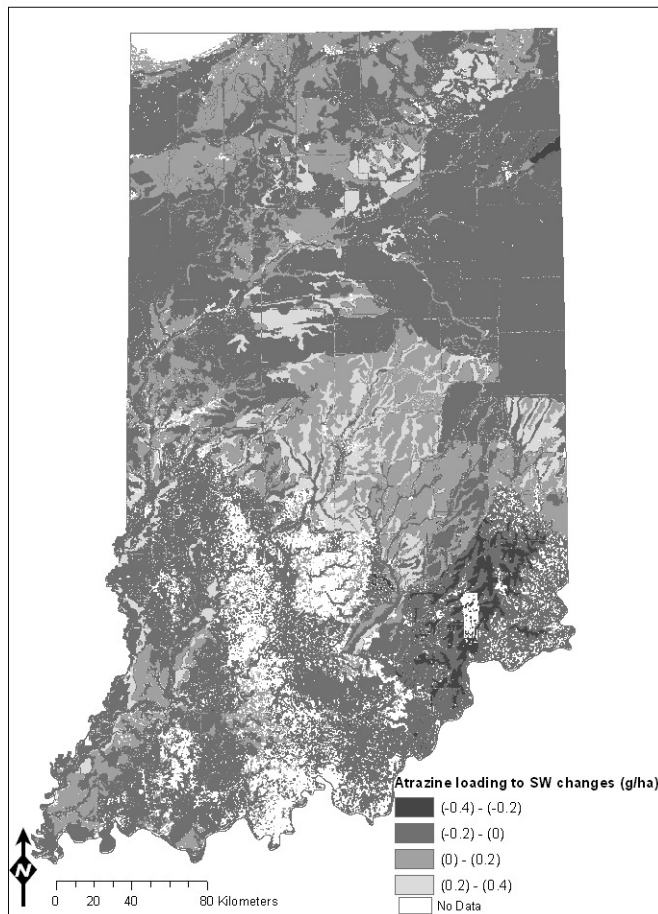 Atrazine loading to SW changes (g/ha)
(-0.4) - (-0.2)
(-0.2) - (0)
(0) - (0.2)
(0.2) - (0.4)
No Data
N
0 20 40 80 Kilometers